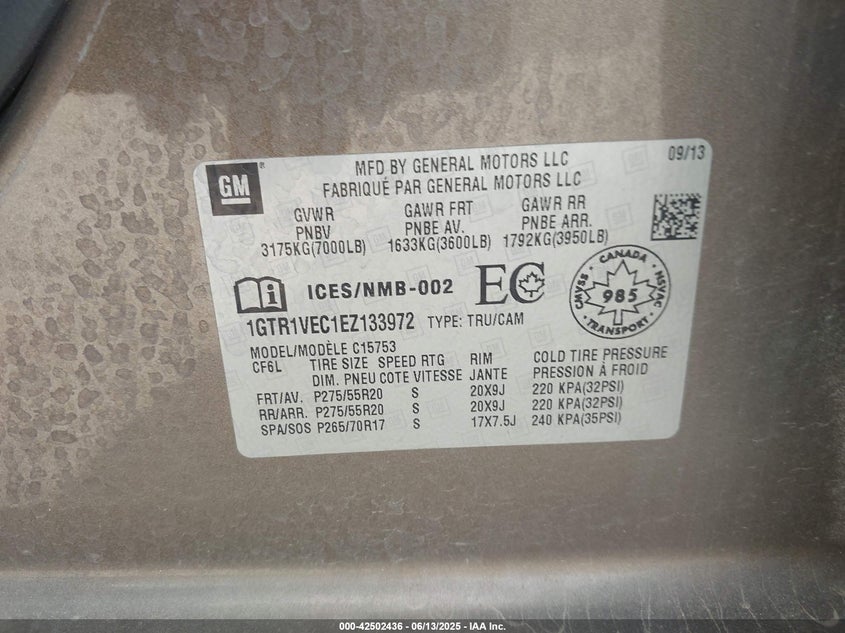 GM
MFD BY GENERAL MOTORS LLC
09/13
FABRIQUÉ PAR GENERAL MOTORS LLC
GVWR GAWR FRT GAWR RR
PNBV PNBE AV. PNBE ARR.
3175KG(7000LB) 1633KG(3600LB) 1792KG(3950LB)
i ICES/NMB-002 EC
CMVSS · CANADA · NSVAC · TRANSPORT ·
985
1GTR1VEC1EZ133972 TYPE: TRU/CAM
MODEL/MODÈLE C15753
CF6L TIRE SIZE SPEED RTG RIM COLD TIRE PRESSURE
DIM. PNEU COTE VITESSE JANTE PRESSION À FROID
FRT/AV. P275/55R20 S 20X9J 220 KPA(32PSI)
RR/ARR. P275/55R20 S 20X9J 220 KPA(32PSI)
SPA/SOS P265/70R17 S 17X7.5J 240 KPA(35PSI)
000-42502436 - 06/13/2025 - IAA Inc.